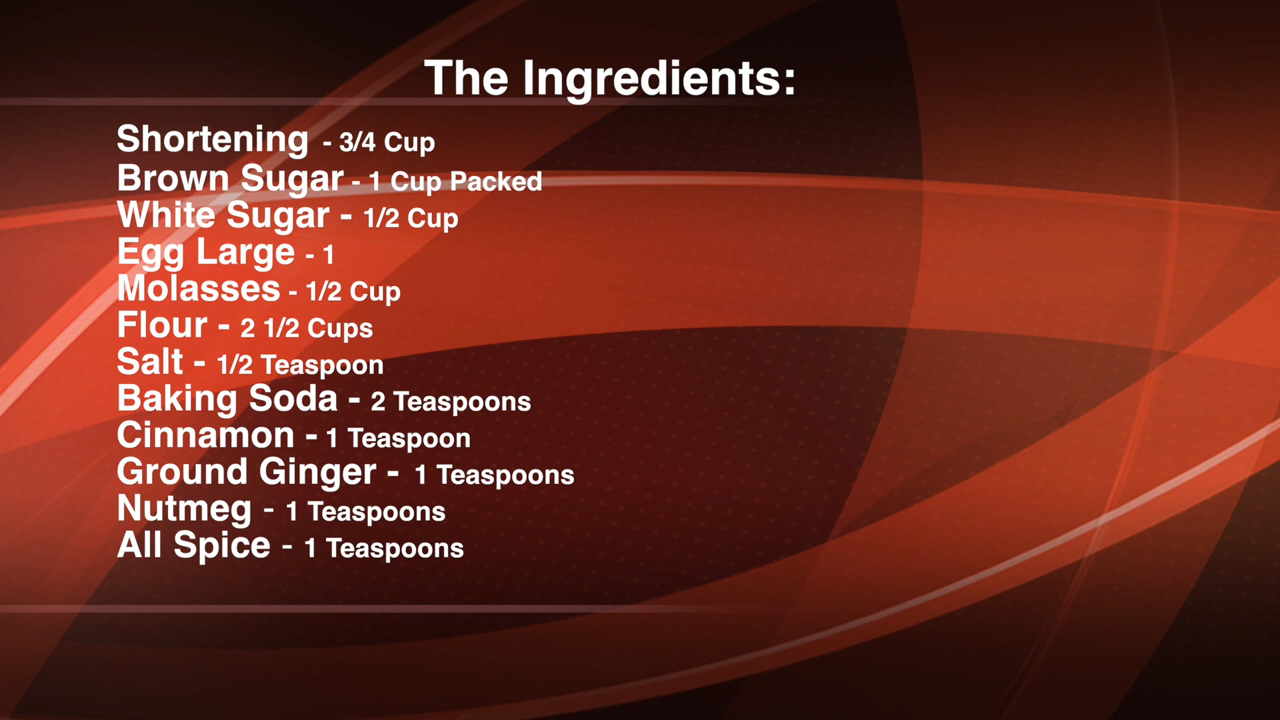 The Ingredients:
Shortening - 3/4 Cup
Brown Sugar - 1 Cup Packed
White Sugar - 1/2 Cup
Egg Large - 1
Molasses - 1/2 Cup
Flour - 2 1/2 Cups
Salt - 1/2 Teaspoon
Baking Soda - 2 Teaspoons
Cinnamon - 1 Teaspoon
Ground Ginger - 1 Teaspoons
Nutmeg - 1 Teaspoons
All Spice - 1 Teaspoons